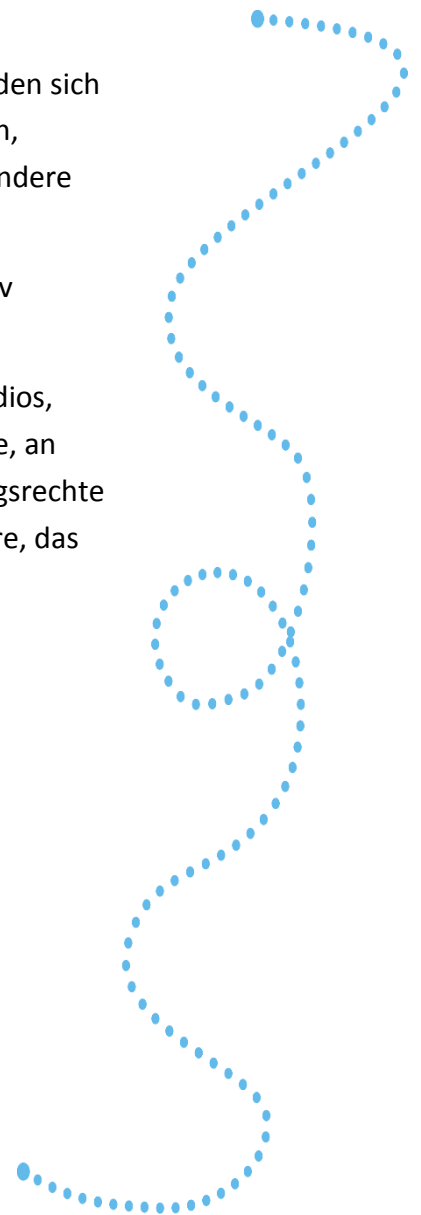 den sich
n,
ndere
v
dios,
e, an
gsrechte
re, das